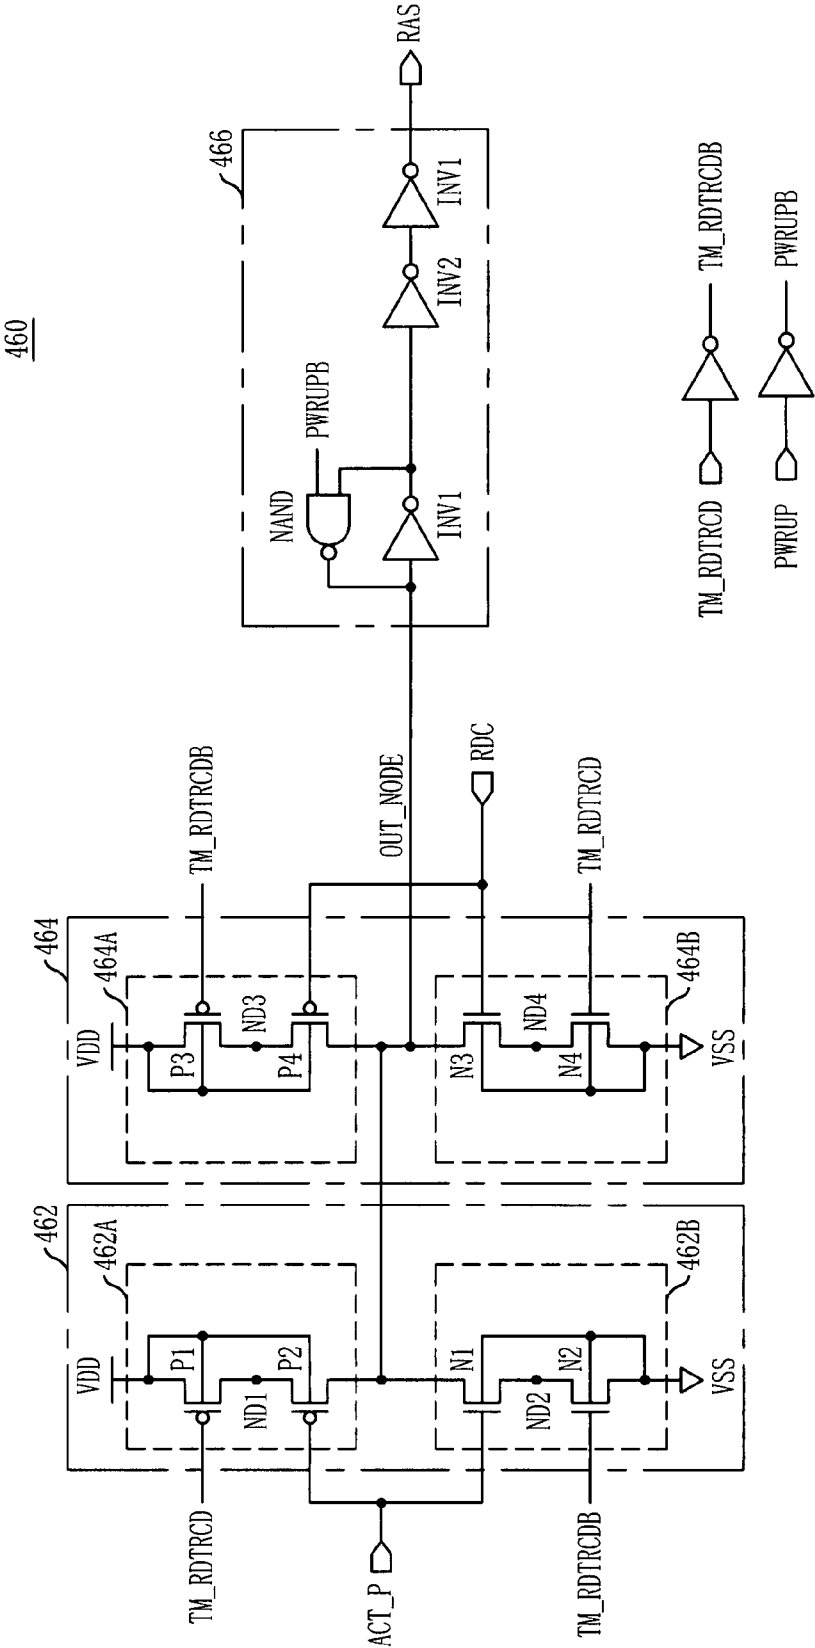 460
466
RAS
INV1
INV2
PWRUPB
NAND
INV1
TM_RDTRCDB
PWRUPB
TM_RDTRCD
PWRUP
TM_RDTRCDB
OUT_NODE
RDC
TM_RDTRCD
464
464A
VDD
P3
ND3
P4
N3
ND4
N4
464B
VSS
462
462A
VDD
P1
ND1
P2
N1
ND2
N2
462B
VSS
TM_RDTRCD
ACT_P
TM_RDTRCDB